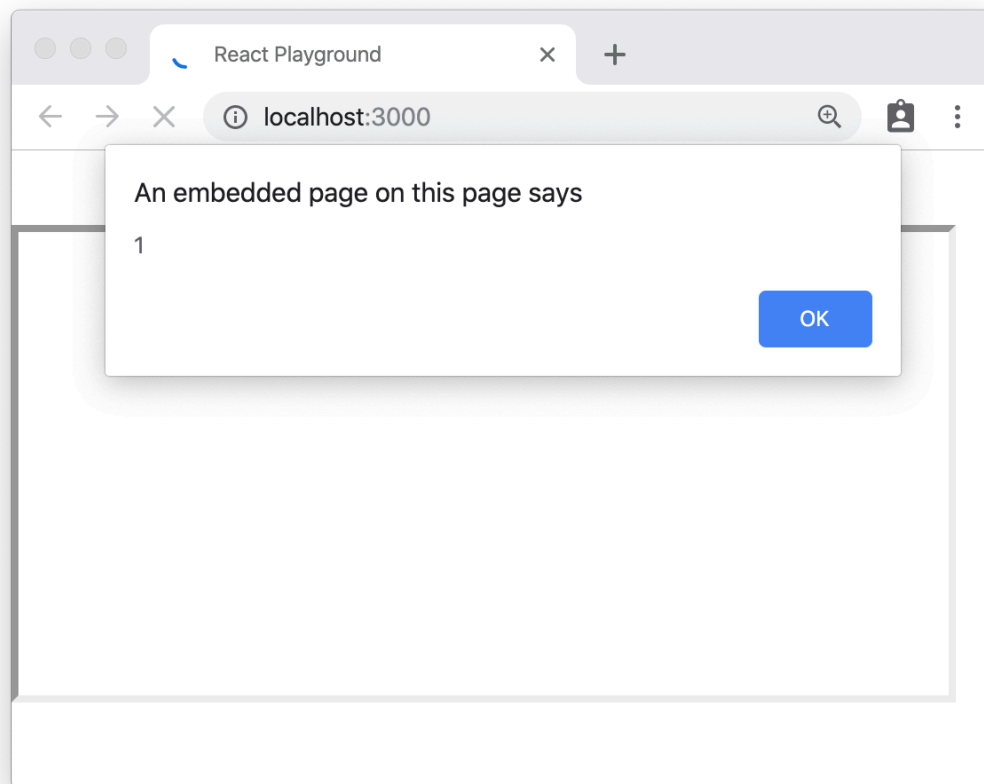 React Playground
localhost:3000
An embedded page on this page says
1
OK